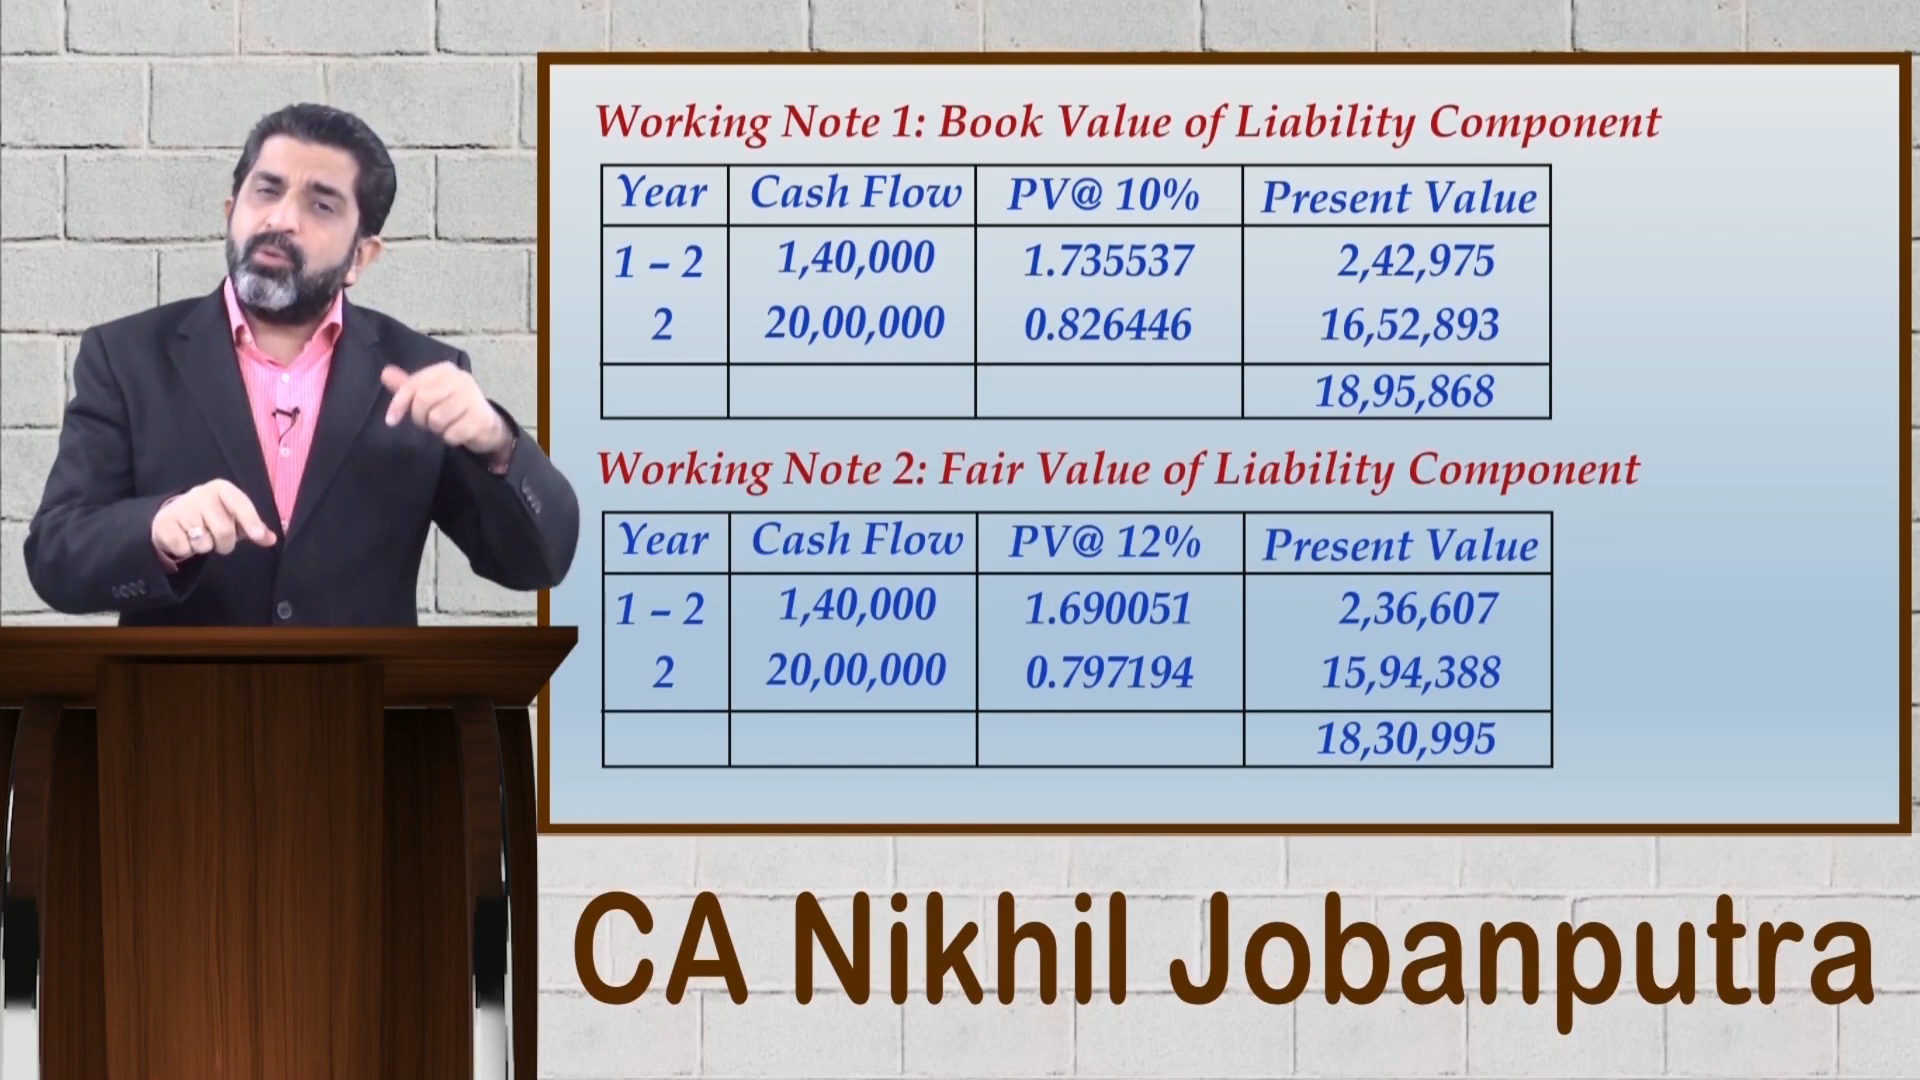 Working Note 1: Book Value of Liability Component
Year Cash Flow PV@ 10% Present Value
1 – 2 1,40,000 1.735537 2,42,975
2 20,00,000 0.826446 16,52,893
18,95,868
Working Note 2: Fair Value of Liability Component
Year Cash Flow PV@ 12% Present Value
1 – 2 1,40,000 1.690051 2,36,607
2 20,00,000 0.797194 15,94,388
18,30,995
CA Nikhil Jobanputra